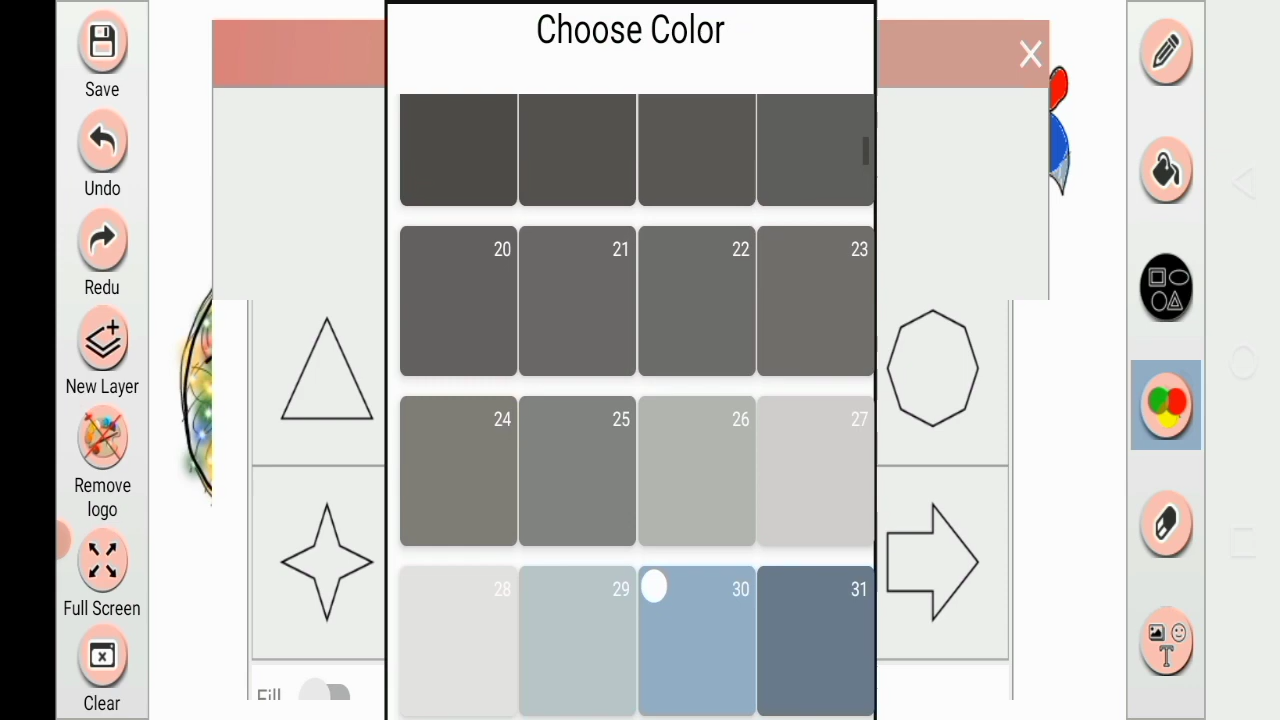 Choose Color
Save
Undo
Redu
New Layer
Remove
logo
Full Screen
Clear
20 21 22 23
24 25 26 27
28 29 30 31
Fill
T